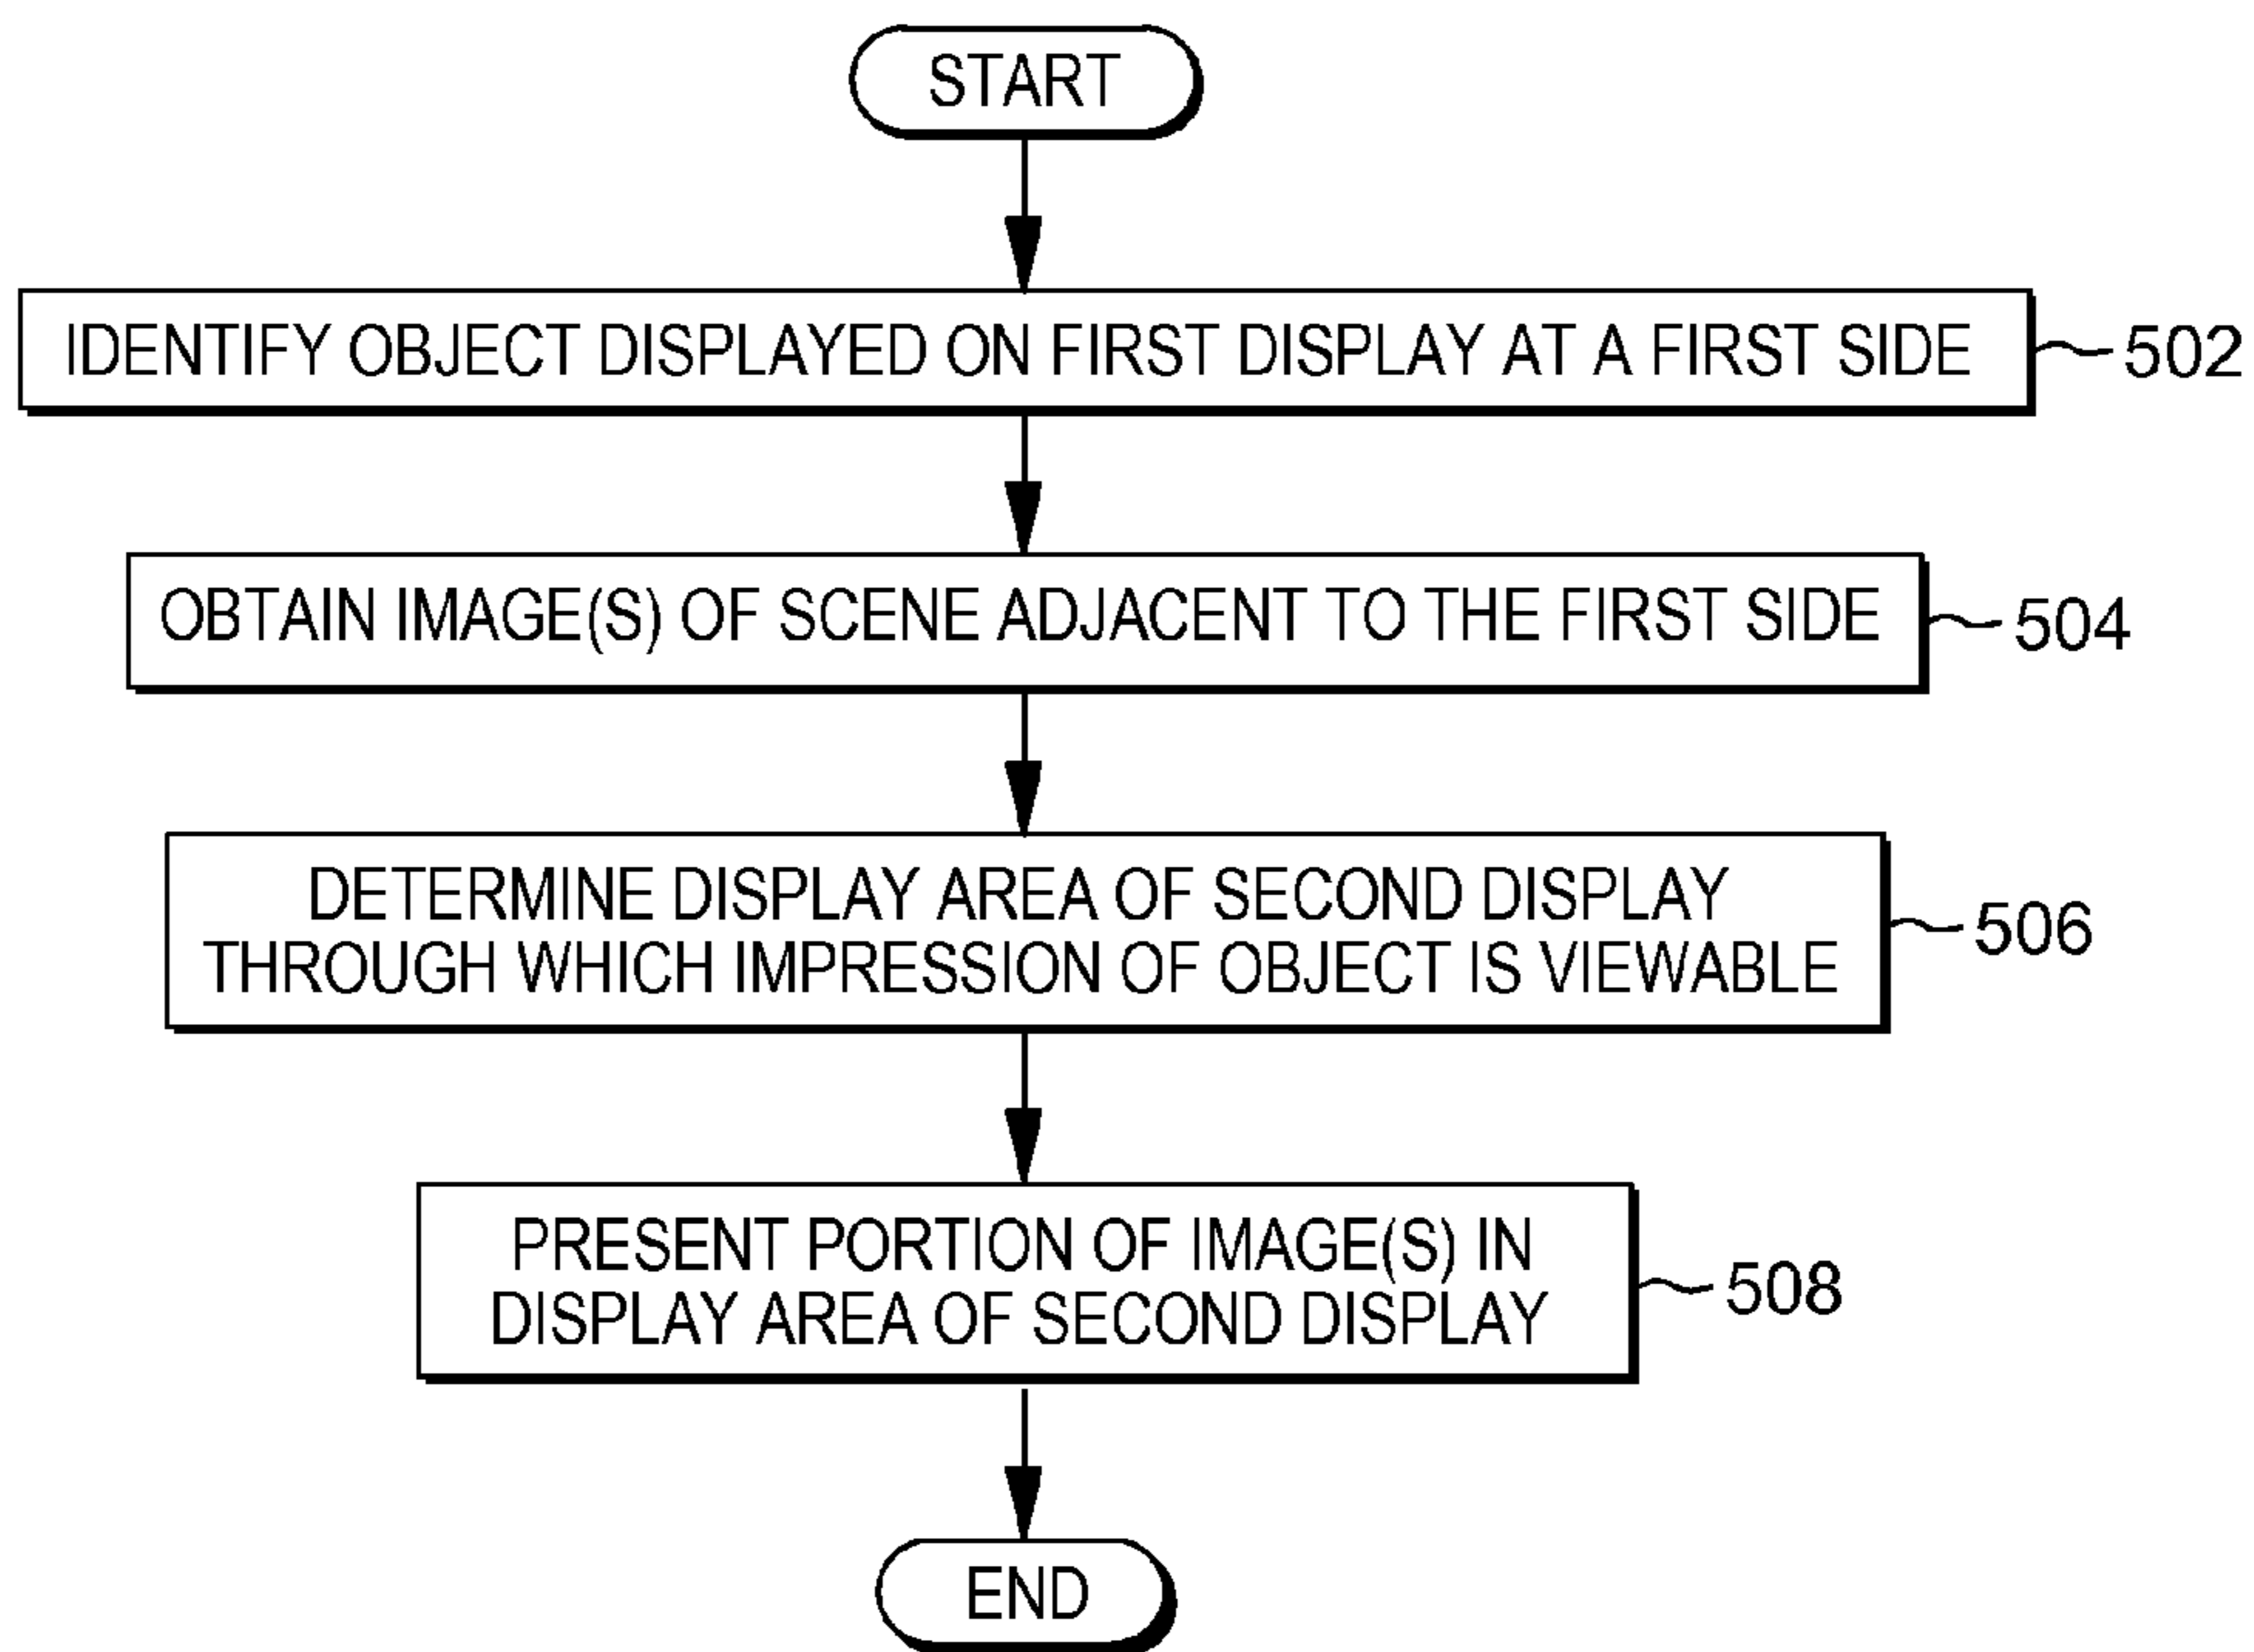 START
IDENTIFY OBJECT DISPLAYED ON FIRST DISPLAY AT A FIRST SIDE
502
OBTAIN IMAGE(S) OF SCENE ADJACENT TO THE FIRST SIDE
504
DETERMINE DISPLAY AREA OF SECOND DISPLAY
THROUGH WHICH IMPRESSION OF OBJECT IS VIEWABLE
506
PRESENT PORTION OF IMAGE(S) IN
DISPLAY AREA OF SECOND DISPLAY
508
END